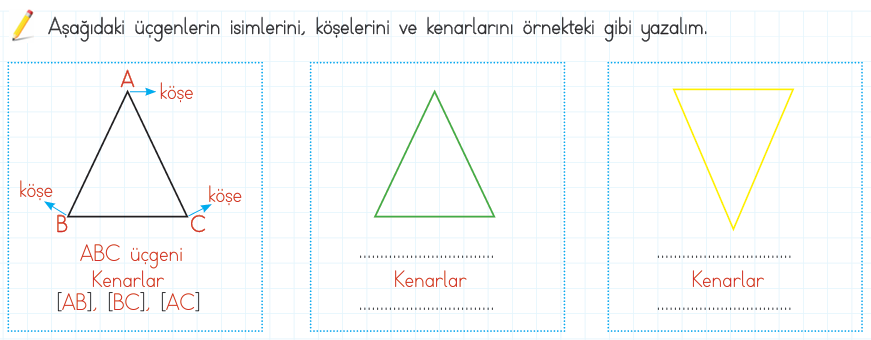 Aşağıdaki üçgenlerin isimlerini, köşelerini ve kenarlarını örnekteki gibi yazalım.
A
köşe
köşe
köşe
B
C
ABC üçgeni
Kenarlar
[AB], [BC], [AC]
....................................
Kenarlar
....................................
....................................
Kenarlar
....................................